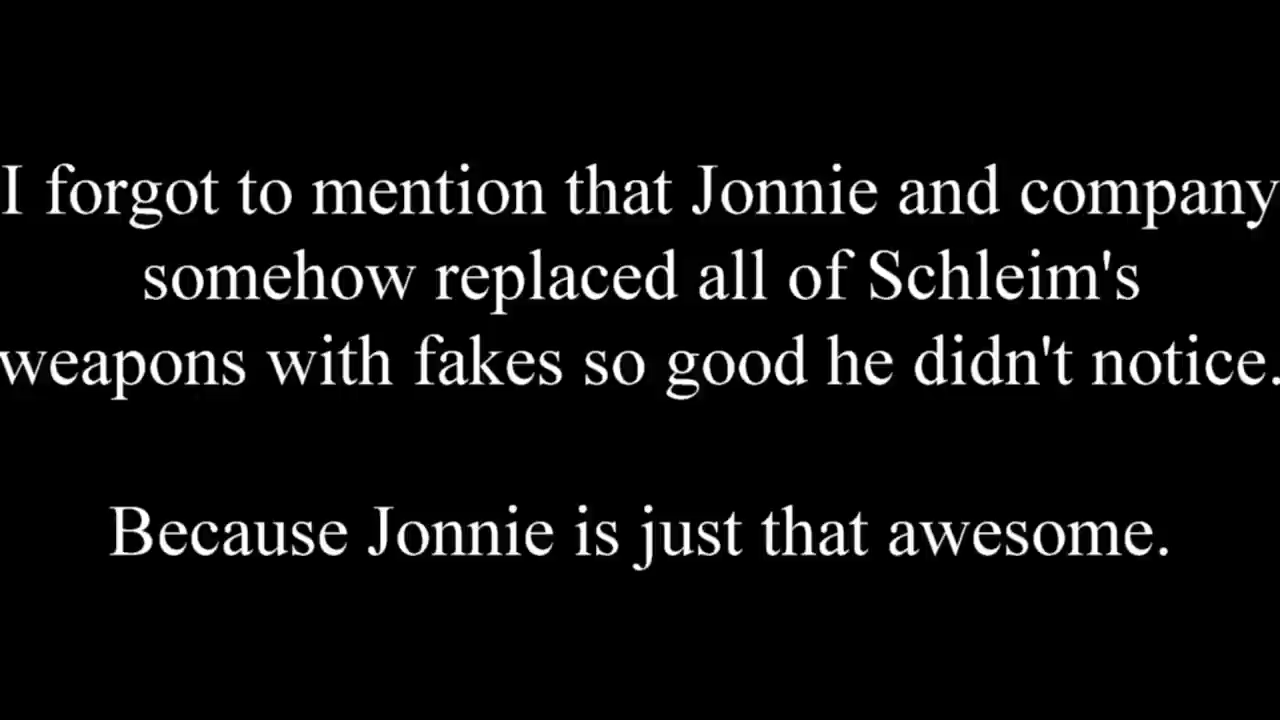 I forgot to mention that Jonnie and company
somehow replaced all of Schleim's
weapons with fakes so good he didn't notice.
Because Jonnie is just that awesome.